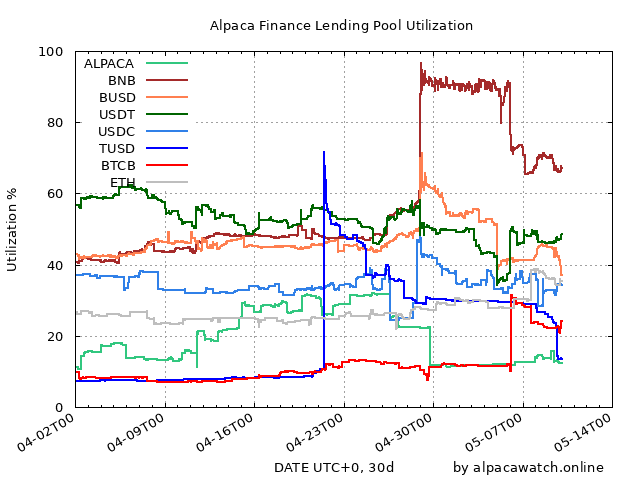 Alpaca Finance Lending Pool Utilization
Utilization %
100
80
60
40
20
0
ALPACA
BNB
BUSD
USDT
USDC
TUSD
BTCB
ETH
04-02T00
04-09T00
04-16T00
04-23T00
04-30T00
05-07T00
05-14T00
DATE UTC+0, 30d
by alpacawatch.online